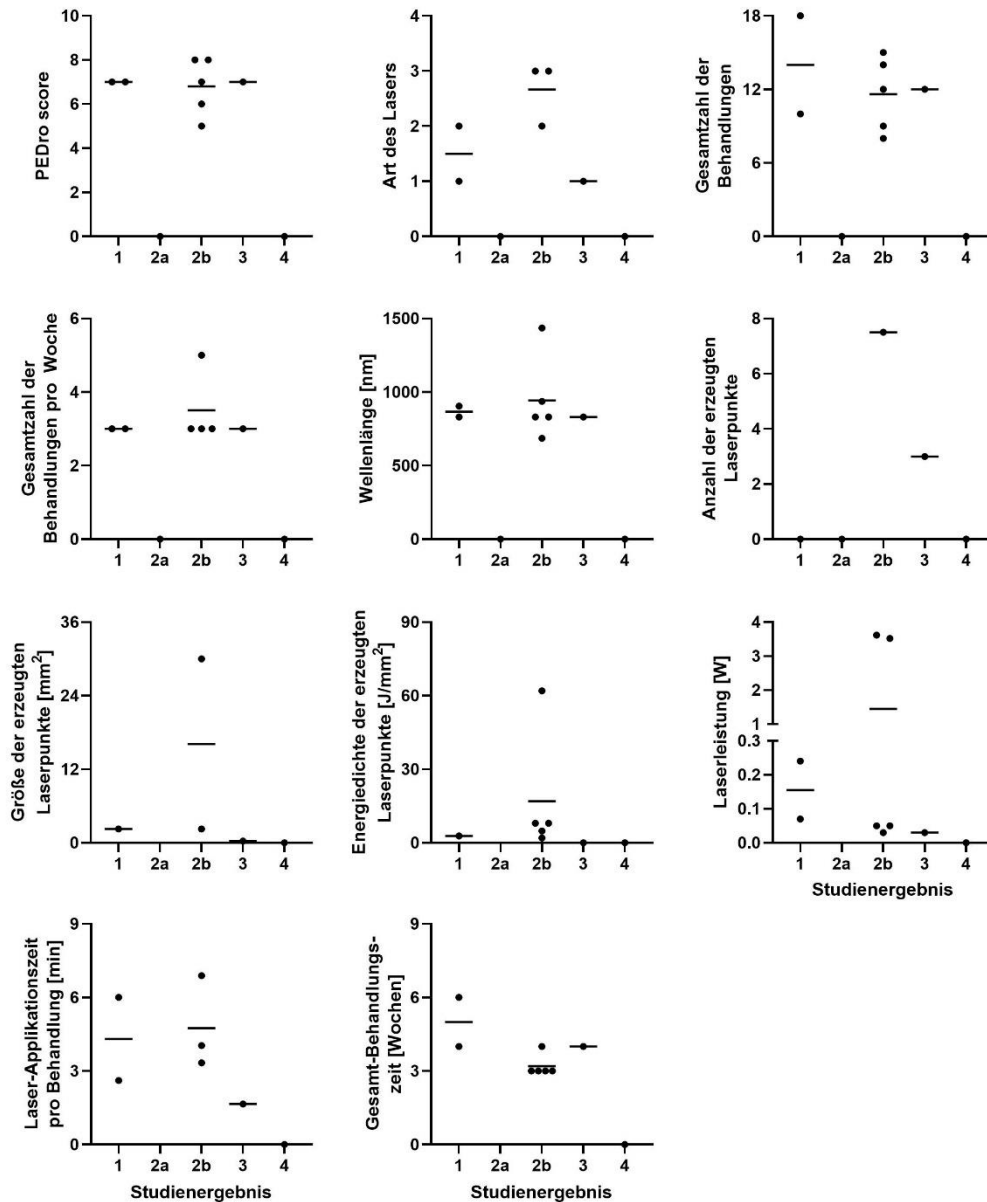 PEDro score
10
8
6
4
2
0
1 2a 2b 3 4
Art des Lasers
4
3
2
1
0
1 2a 2b 3 4
Gesamtzahl der
Behandlungen
18
12
6
0
1 2a 2b 3 4
Gesamtzahl der
Behandlungen pro Woche
6
4
2
0
1 2a 2b 3 4
Wellenlänge [nm]
1500
1000
500
0
1 2a 2b 3 4
Anzahl der erzeugten
Laserpunkte
8
6
4
2
0
1 2a 2b 3 4
Größe der erzeugten
Laserpunkte [mm²]
36
24
12
0
1 2a 2b 3 4
Energiedichte der erzeugten
Laserpunkte [J/mm²]
90
60
30
0
1 2a 2b 3 4
Laserleistung [W]
4
3
2
1
0.3
0.2
0.1
0.0
1 2a 2b 3 4
Studienergebnis
Laser-Applikationszeit
pro Behandlung [min]
9
6
3
0
1 2a 2b 3 4
Studienergebnis
Gesamt-Behandlungs-
zeit [Wochen]
9
6
3
0
1 2a 2b 3 4
Studienergebnis